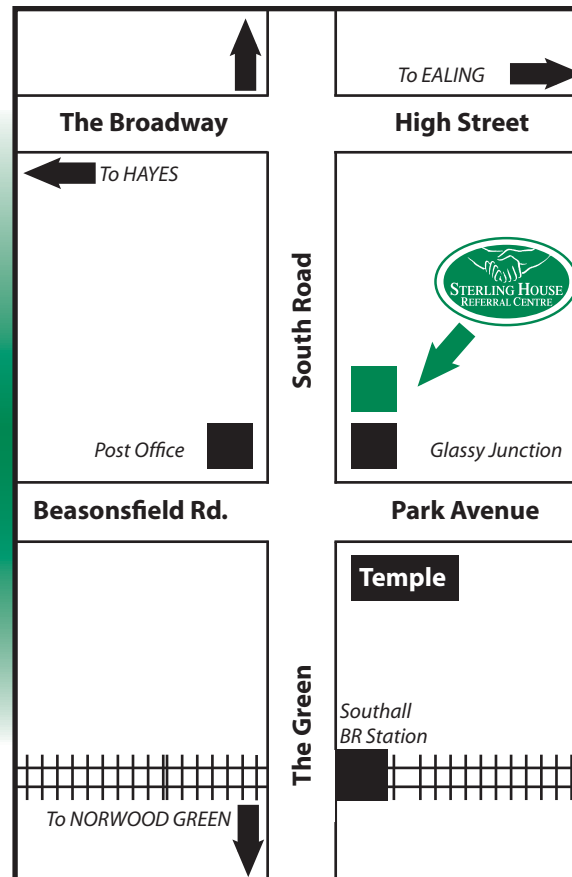 To EALING
The Broadway
High Street
To HAYES
South Road
STERLING HOUSE
REFERRAL CENTRE
Post Office
Glassy Junction
Beasonsfield Rd.
Park Avenue
Temple
The Green
Southall
BR Station
To NORWOOD GREEN